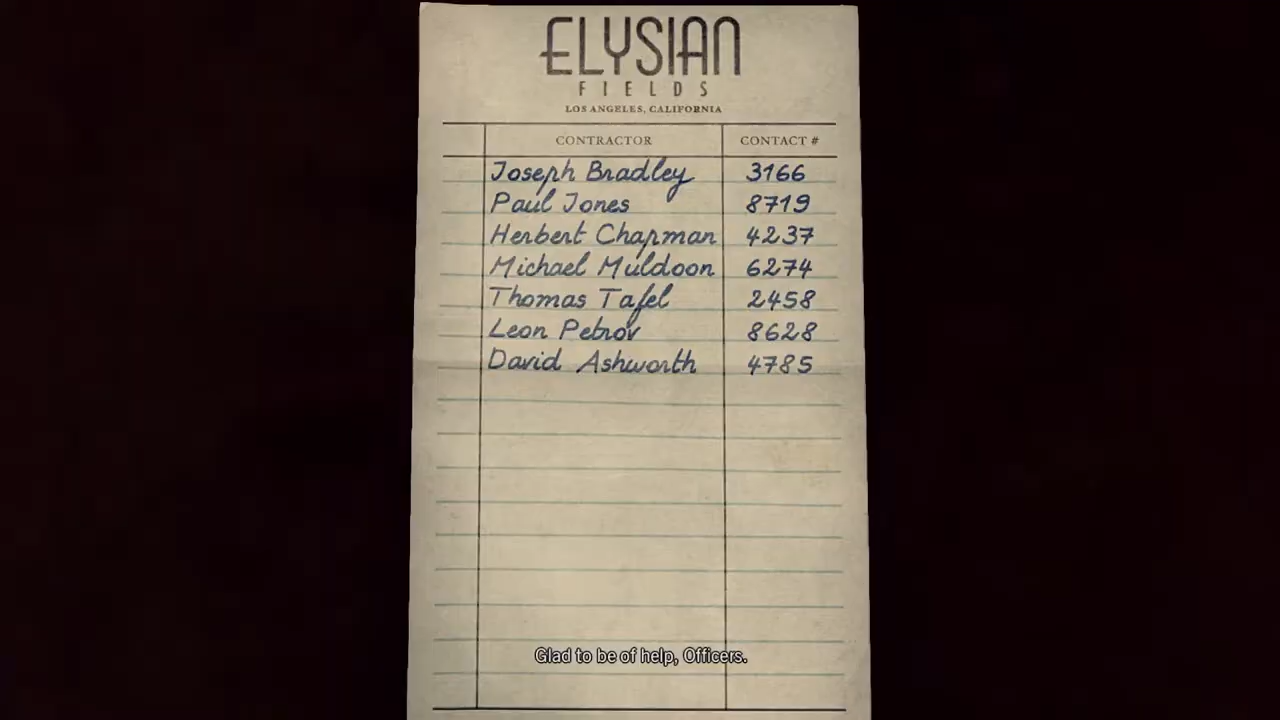 ELYSIAN
FIELDS
LOS ANGELES, CALIFORNIA
CONTRACTOR CONTACT #
Joseph Bradley 3166
Paul Jones 8719
Herbert Chapman 4237
Michael Muldoon 6274
Thomas Tafel 2458
Leon Petrov 8628
David Ashworth 4785
Glad to be of help, Officers.